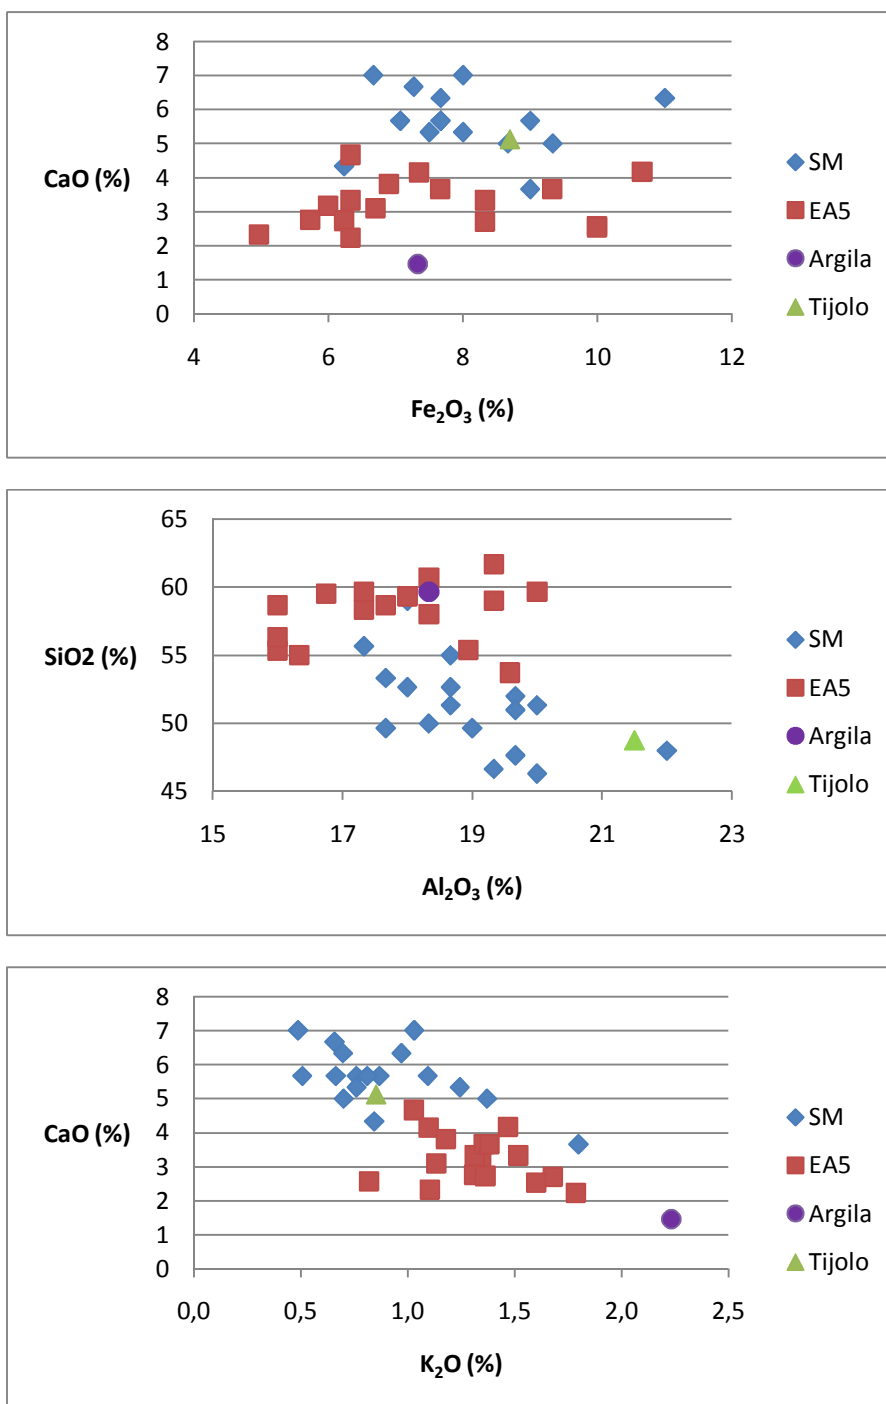 8
7
6
5
4
3
2
1
0
CaO (%)
4 6 8 10 12
Fe₂O₃ (%)
SM
EA5
Argila
Tijolo
65
60
55
50
45
SiO2 (%)
15 17 19 21 23
Al₂O₃ (%)
SM
EA5
Argila
Tijolo
8
7
6
5
4
3
2
1
0
CaO (%)
0,0 0,5 1,0 1,5 2,0 2,5
K₂O (%)
SM
EA5
Argila
Tijolo